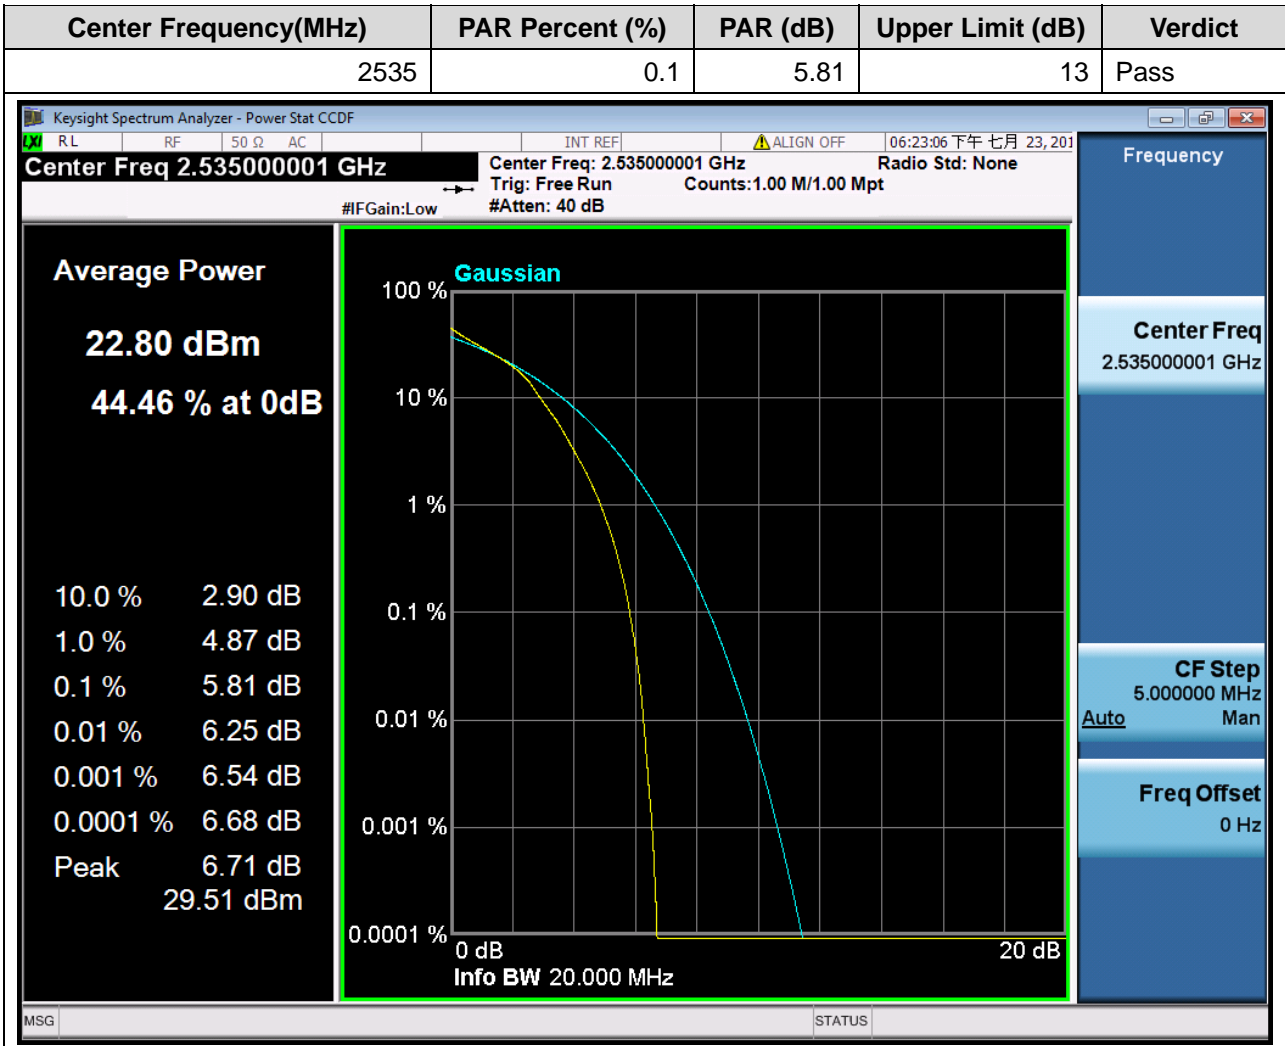 Center Frequency(MHz) PAR Percent (%) PAR (dB) Upper Limit (dB) Verdict
2535 0.1 5.81 13 Pass
Keysight Spectrum Analyzer - Power Stat CCDF
LXI RL RF 50 Ω AC INT REF ALIGN OFF 06:23:06 下午 七月 23, 201
Center Freq 2.535000001 GHz
#IFGain:Low
Center Freq: 2.535000001 GHz Radio Std: None
Trig: Free Run Counts:1.00 M/1.00 Mpt
#Atten: 40 dB
Average Power
22.80 dBm
44.46 % at 0dB
10.0 % 2.90 dB
1.0 % 4.87 dB
0.1 % 5.81 dB
0.01 % 6.25 dB
0.001 % 6.54 dB
0.0001 % 6.68 dB
Peak 6.71 dB
29.51 dBm
Gaussian
100 %
10 %
1 %
0.1 %
0.01 %
0.001 %
0.0001 %
0 dB 20 dB
Info BW 20.000 MHz
Frequency
Center Freq
2.535000001 GHz
CF Step
5.000000 MHz
Auto Man
Freq Offset
0 Hz
MSG STATUS